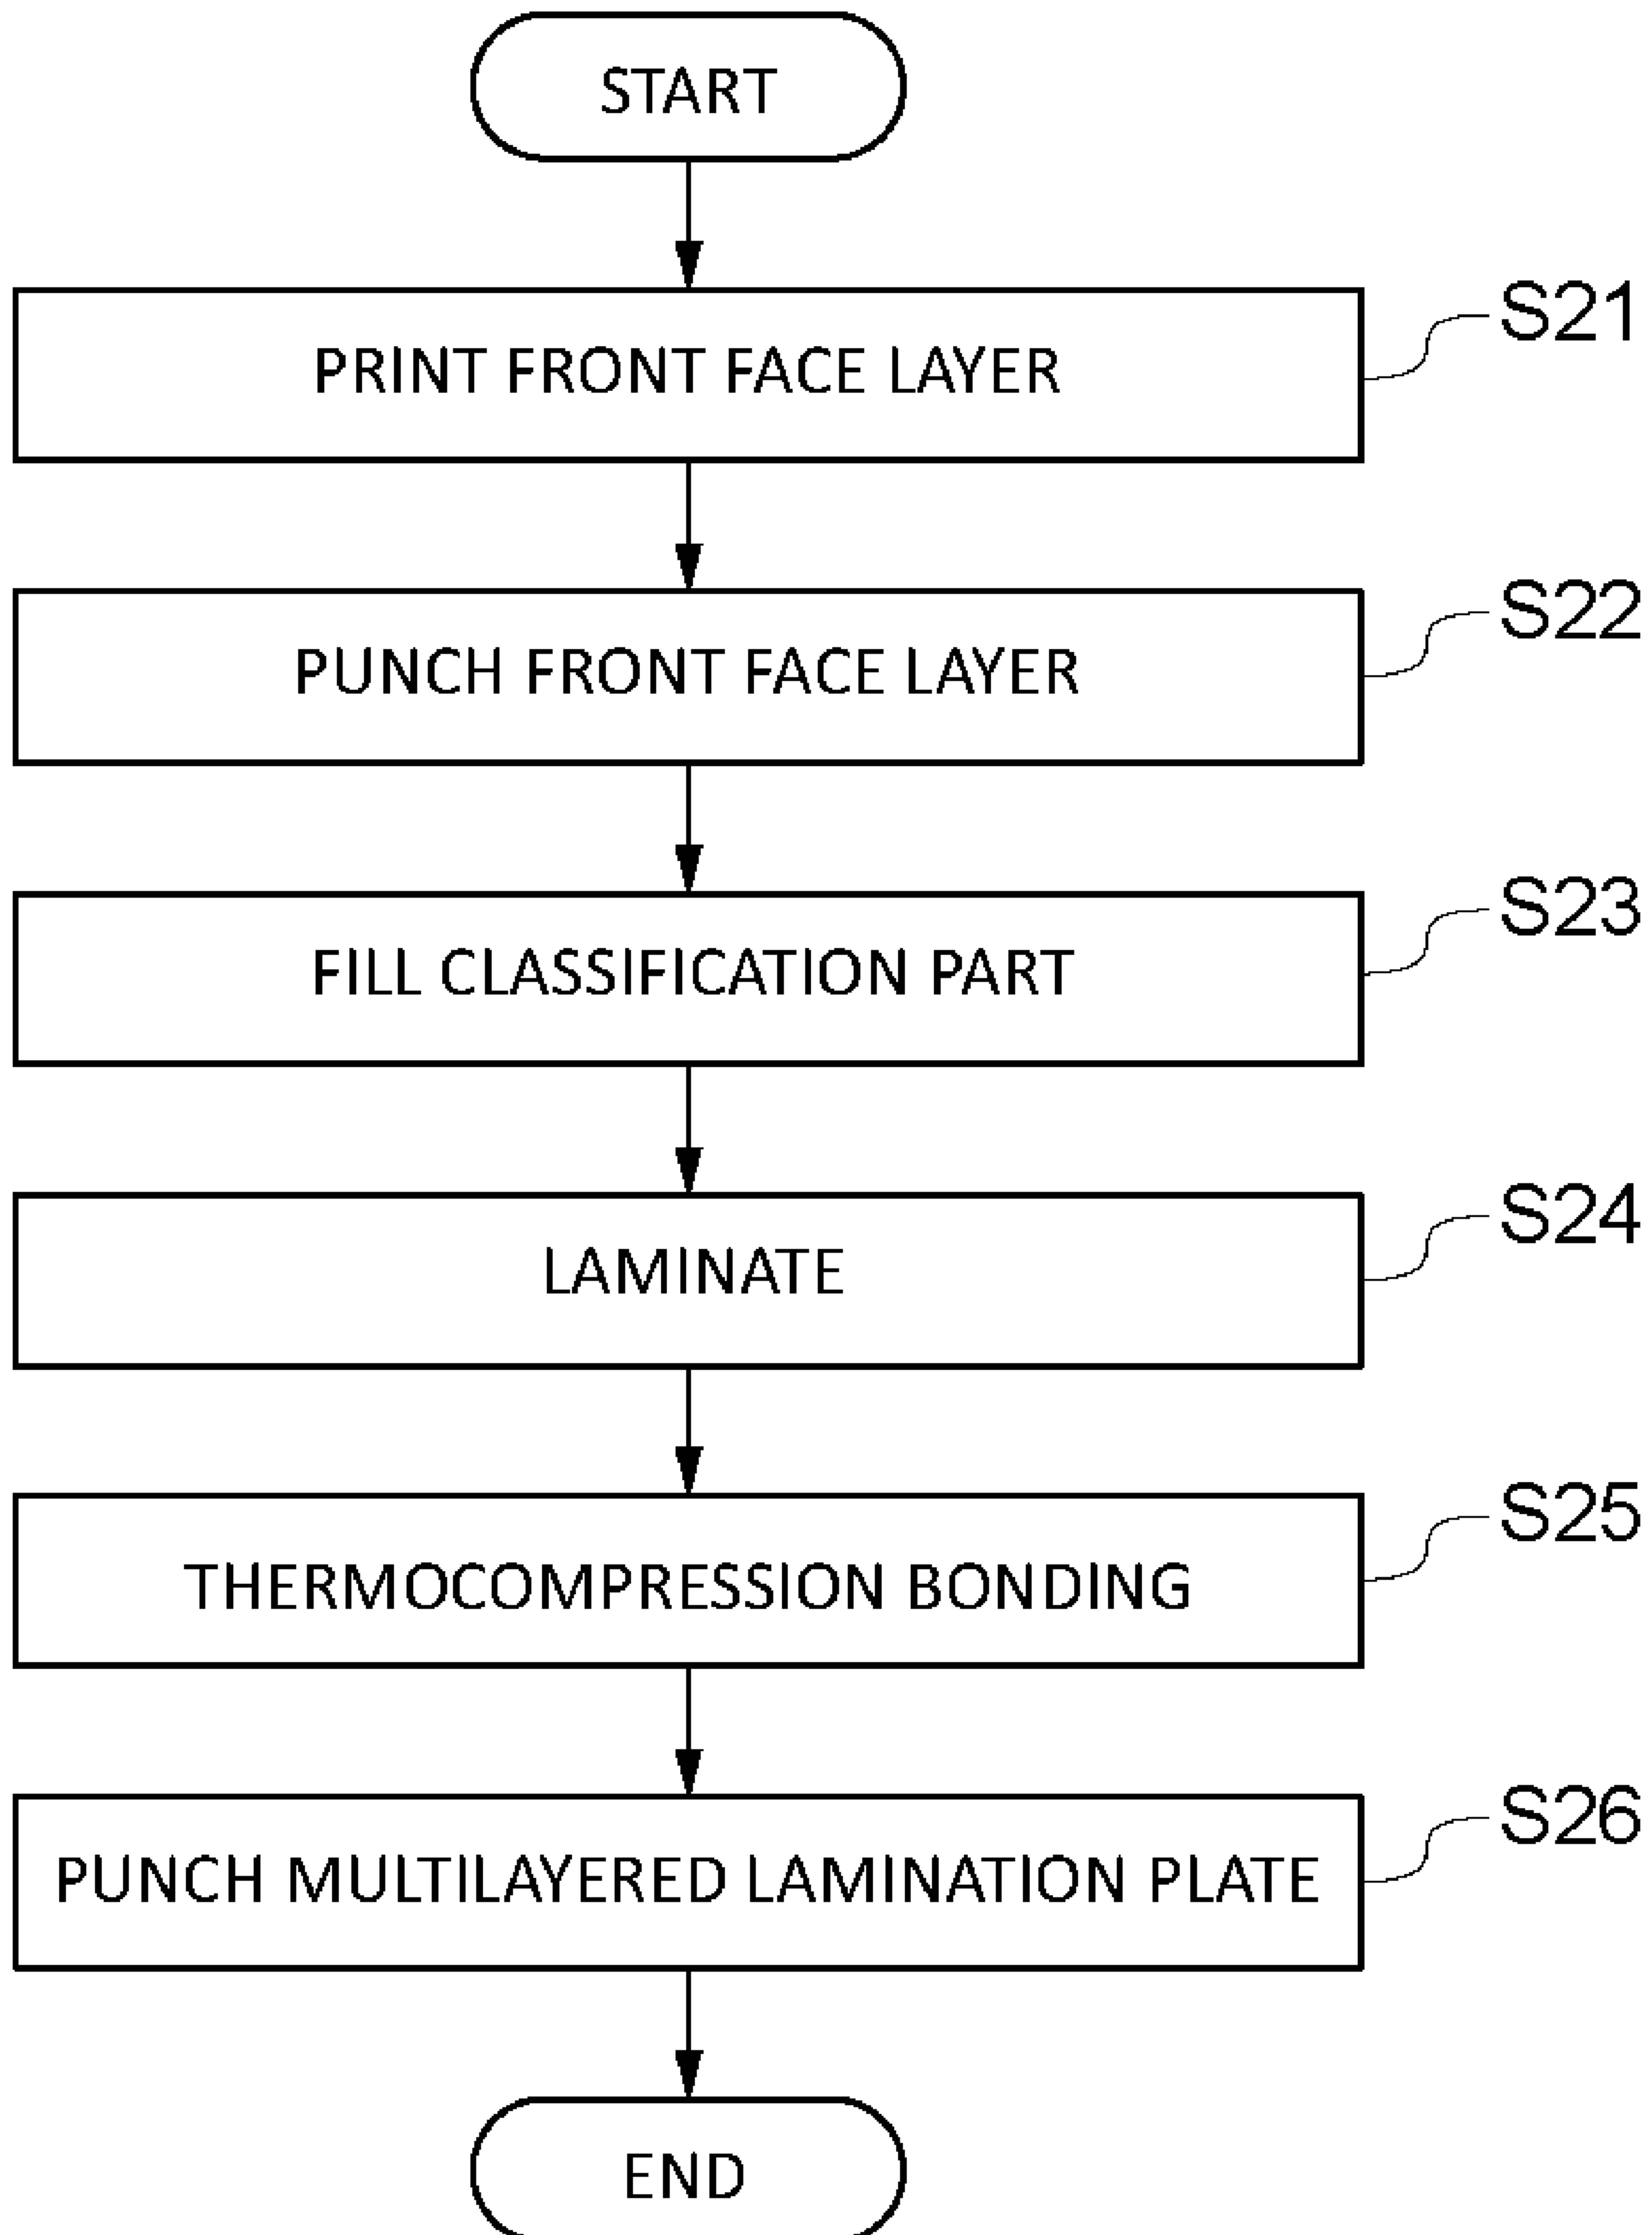 START
PRINT FRONT FACE LAYER
S21
PUNCH FRONT FACE LAYER
S22
FILL CLASSIFICATION PART
S23
LAMINATE
S24
THERMOCOMPRESSION BONDING
S25
PUNCH MULTILAYERED LAMINATION PLATE
S26
END